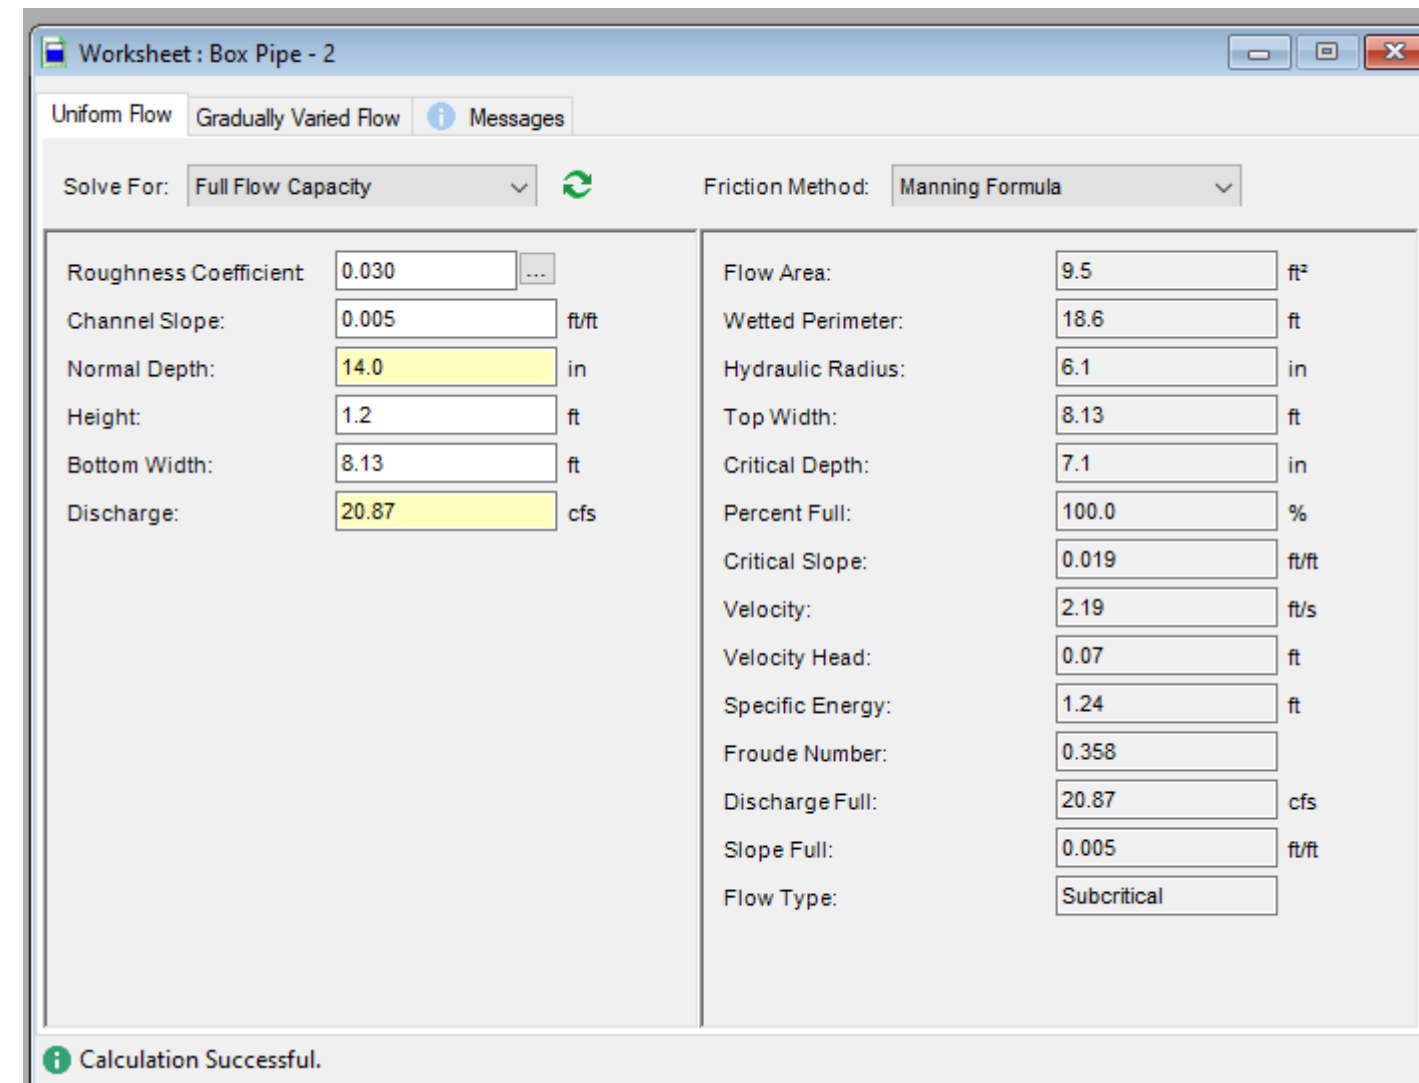 Worksheet : Box Pipe - 2
Uniform Flow Gradually Varied Flow Messages
Solve For: Full Flow Capacity Friction Method: Manning Formula
Roughness Coefficient 0.030 ...
Channel Slope: 0.005 ft/ft
Normal Depth: 14.0 in
Height: 1.2 ft
Bottom Width: 8.13 ft
Discharge: 20.87 cfs
Flow Area: 9.5 ft²
Wetted Perimeter: 18.6 ft
Hydraulic Radius: 6.1 in
Top Width: 8.13 ft
Critical Depth: 7.1 in
Percent Full: 100.0 %
Critical Slope: 0.019 ft/ft
Velocity: 2.19 ft/s
Velocity Head: 0.07 ft
Specific Energy: 1.24 ft
Froude Number: 0.358
Discharge Full: 20.87 cfs
Slope Full: 0.005 ft/ft
Flow Type: Subcritical
Calculation Successful.